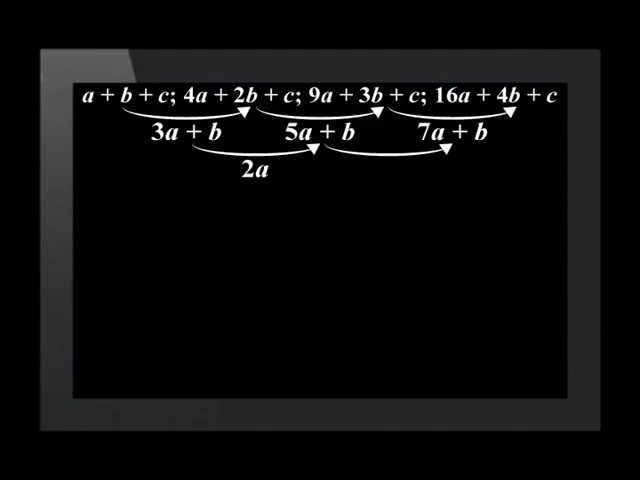 a + b + c; 4a + 2b + c; 9a + 3b + c; 16a + 4b + c
3a + b 5a + b 7a + b
2a